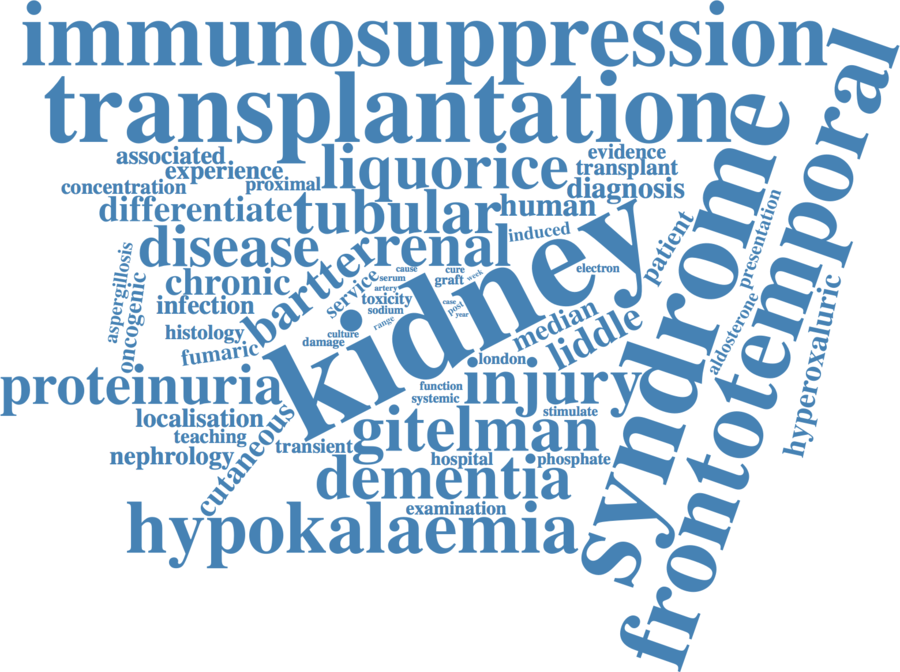 immunosuppression
transplantatione
frontotemporal
syndrome
associated
evidence
experience
liquorice
transplant
concentration
proximal
diagnosis
differentiate
tubular
human
disease
renal
induced
patient
presentation
kidney
aspergillosis
chronic
bartter
service
cause
serum
cure
week
graft
artery
electron
oncogenic
infection
toxicity
sodium
case
post
year
range
histology
culture
damage
median
liddle
aldosterone
hyperoxaluric
fumaric
london
proteinuria
function
injury
systemic
localisation
stimulate
teaching
cutaneous
transient
gitelman
nephrology
hospital
phosphate
dementia
examination
hypokalaemia